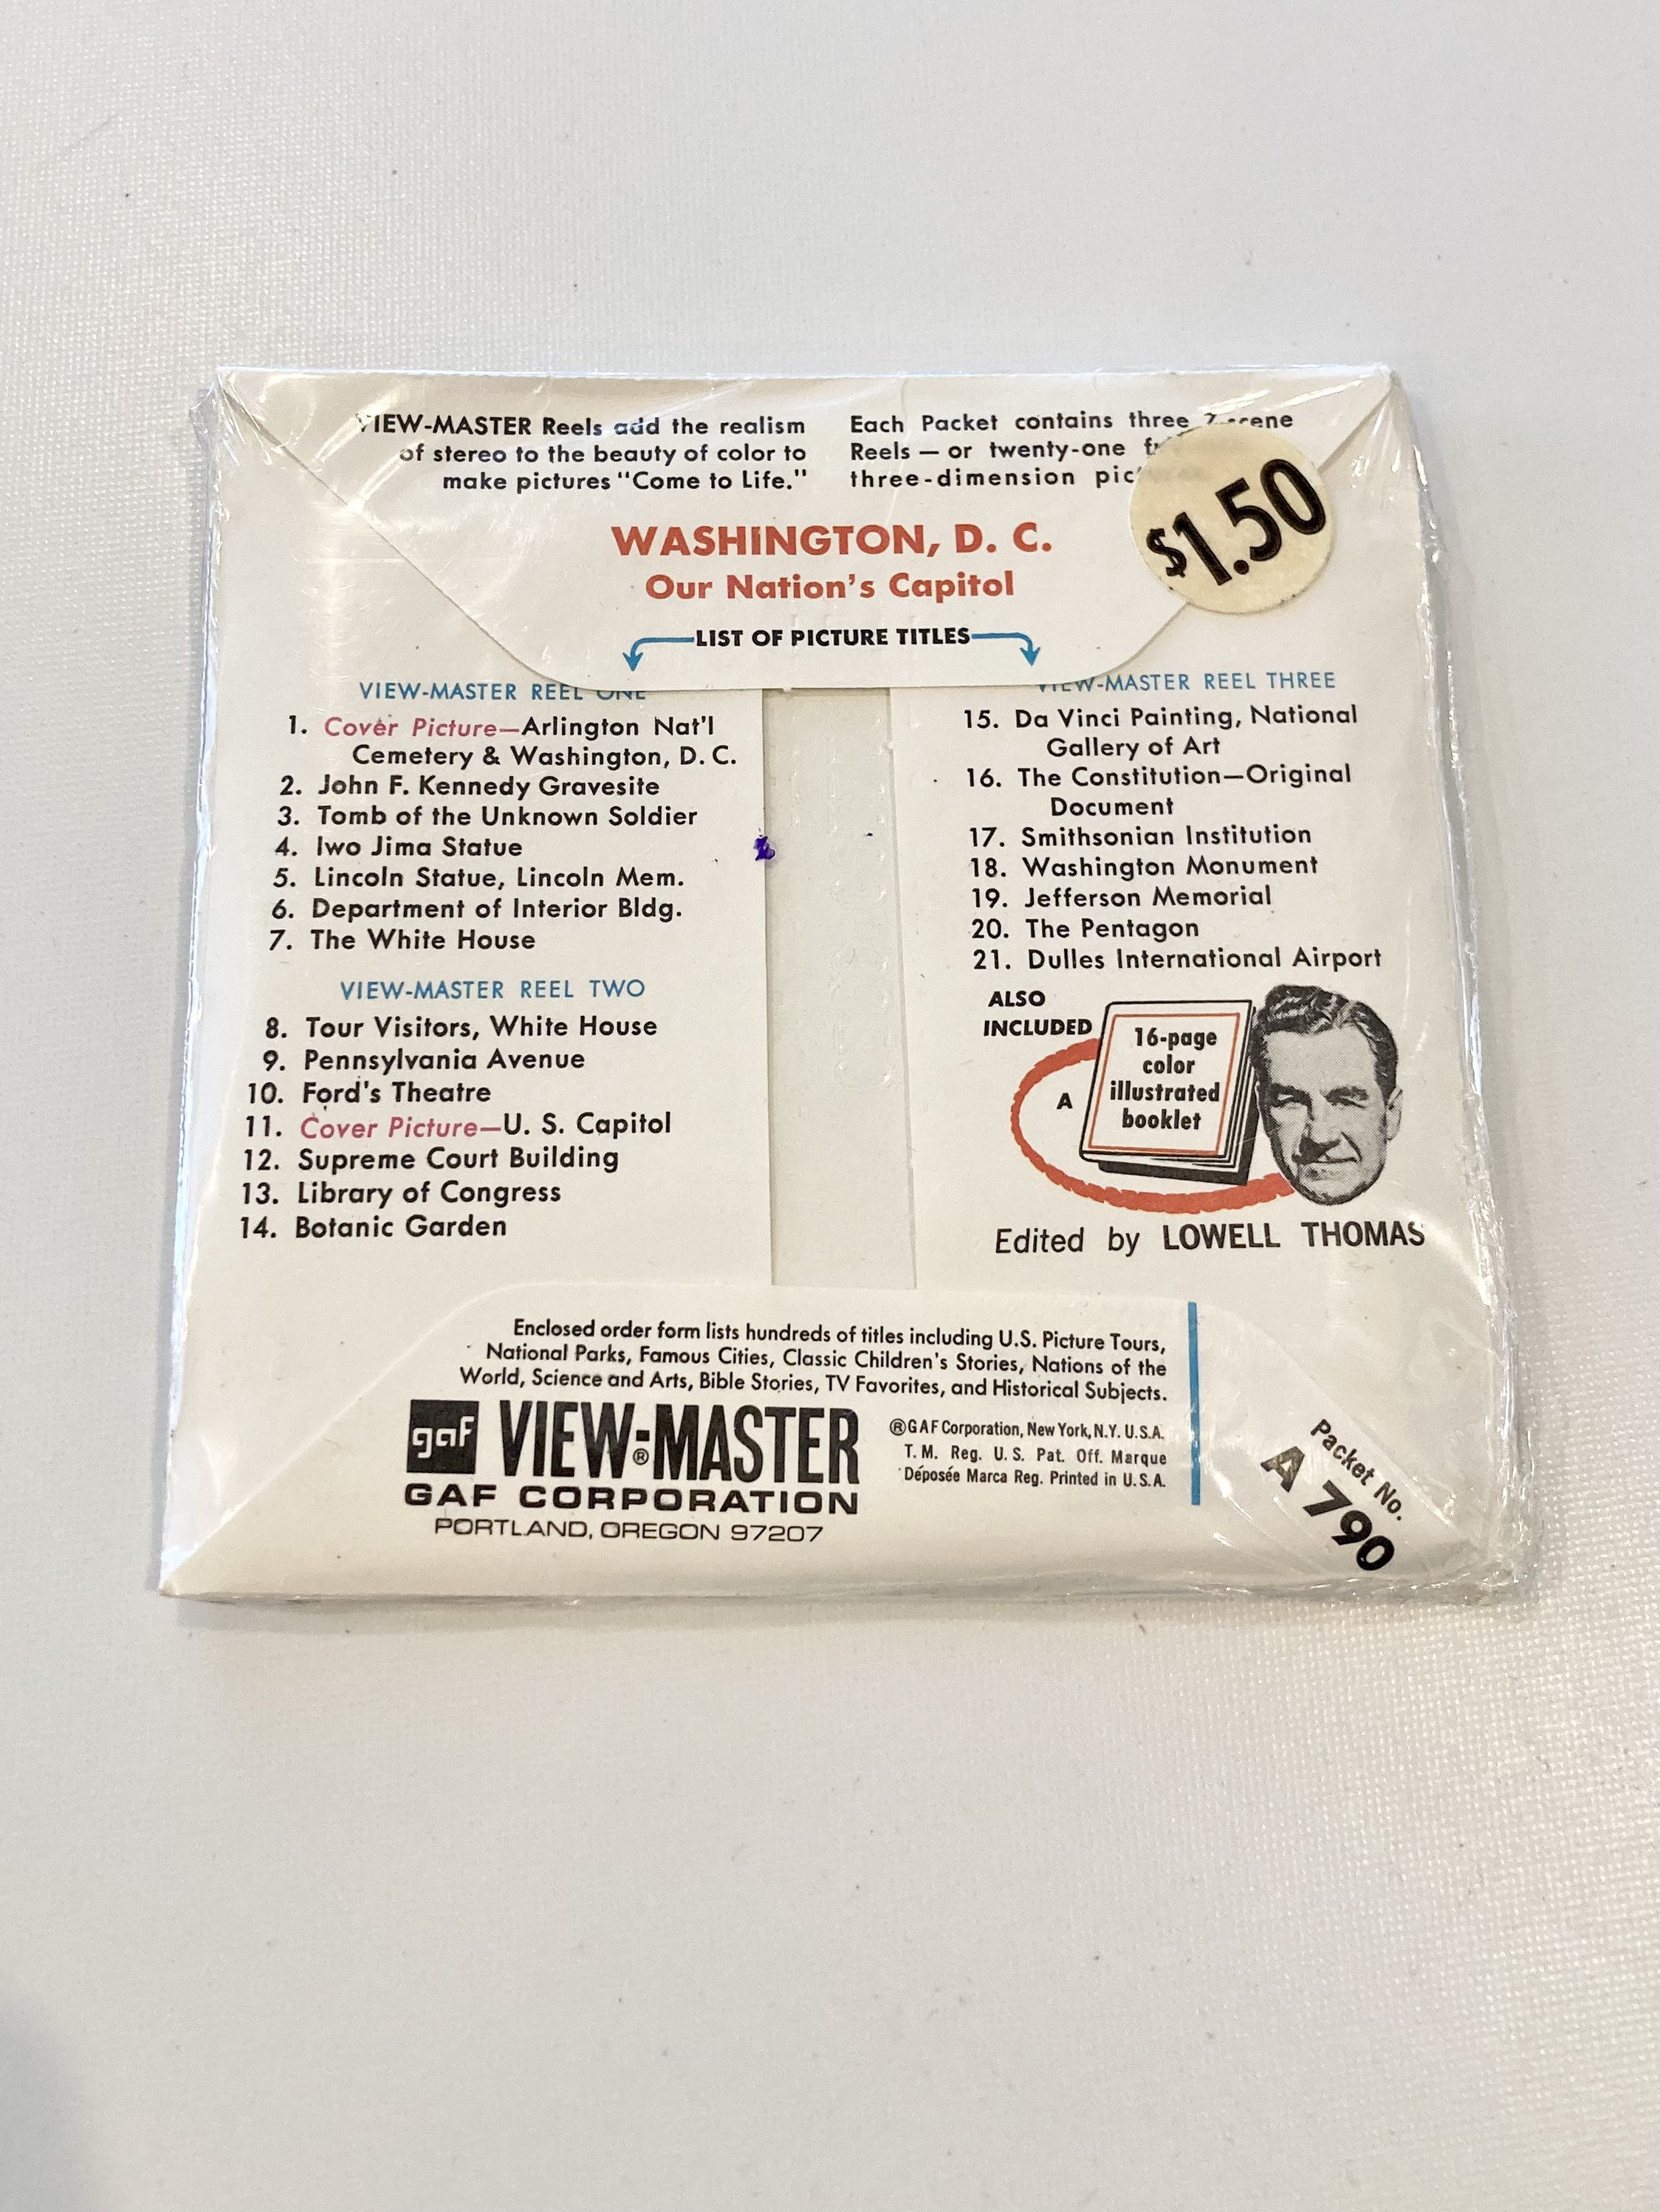 VIEW-MASTER Reels add the realism
of stereo to the beauty of color to
make pictures "Come to Life."
Each Packet contains three 7-scene
Reels — or twenty-one
three-dimension
$1.50
WASHINGTON, D. C.
Our Nation's Capitol
LIST OF PICTURE TITLES
VIEW-MASTER REEL ONE
1. Cover Picture—Arlington Nat'l
Cemetery & Washington, D. C.
2. John F. Kennedy Gravesite
3. Tomb of the Unknown Soldier
4. Iwo Jima Statue
5. Lincoln Statue, Lincoln Mem.
6. Department of Interior Bldg.
7. The White House
VIEW-MASTER REEL TWO
8. Tour Visitors, White House
9. Pennsylvania Avenue
10. Ford's Theatre
11. Cover Picture—U. S. Capitol
12. Supreme Court Building
13. Library of Congress
14. Botanic Garden
VIEW-MASTER REEL THREE
15. Da Vinci Painting, National
Gallery of Art
16. The Constitution—Original
Document
17. Smithsonian Institution
18. Washington Monument
19. Jefferson Memorial
20. The Pentagon
21. Dulles International Airport
ALSO
INCLUDED
A
16-page
color
illustrated
booklet
Edited by LOWELL THOMAS
Enclosed order form lists hundreds of titles including U.S. Picture Tours,
National Parks, Famous Cities, Classic Children's Stories, Nations of the
World, Science and Arts, Bible Stories, TV Favorites, and Historical Subjects.
gaf VIEW-MASTER®
GAF CORPORATION
PORTLAND, OREGON 97207
®GAF Corporation, New York, N.Y. U.S.A.
T. M. Reg. U. S. Pat. Off. Marque
Déposée Marca Reg. Printed in U.S.A.
Packet No.
A 790